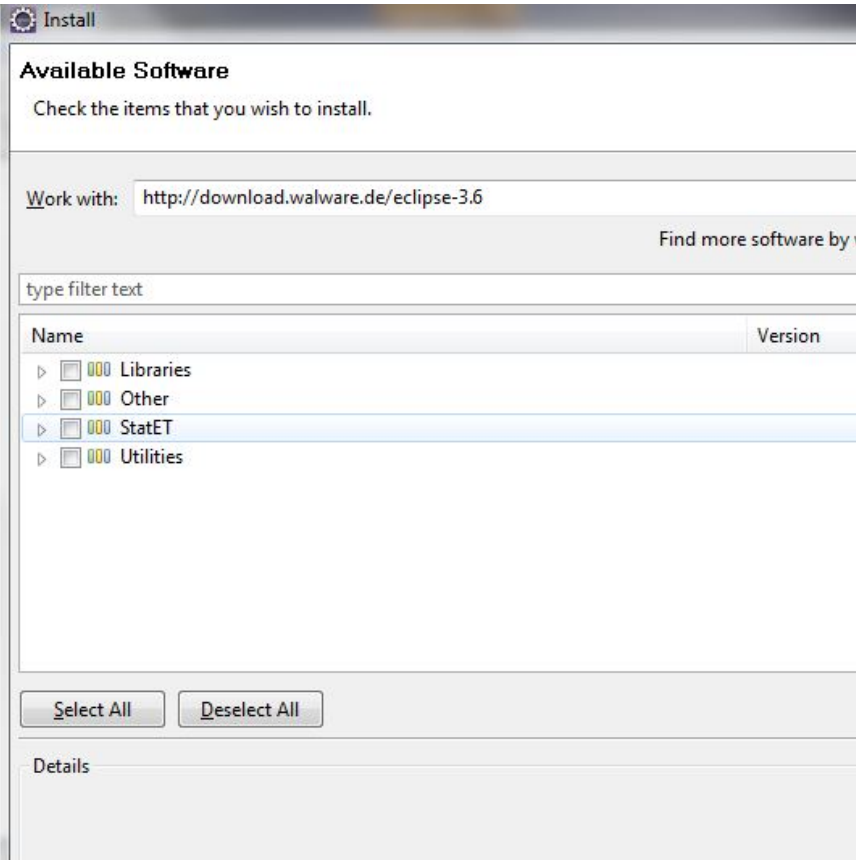 Install
Available Software
Check the items that you wish to install.
Work with: http://download.walware.de/eclipse-3.6
Find more software by
type filter text
Name Version
Libraries
Other
StatET
Utilities
Select All Deselect All
Details